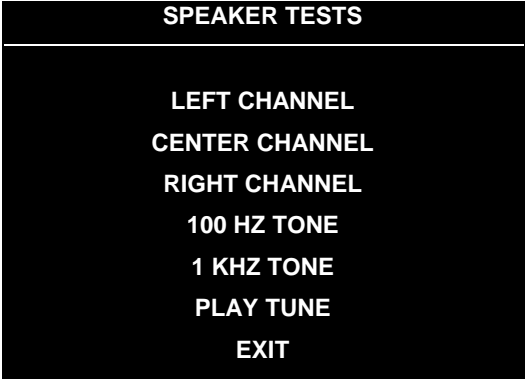 SPEAKER TESTS
LEFT CHANNEL
CENTER CHANNEL
RIGHT CHANNEL
100 HZ TONE
1 KHZ TONE
PLAY TUNE
EXIT